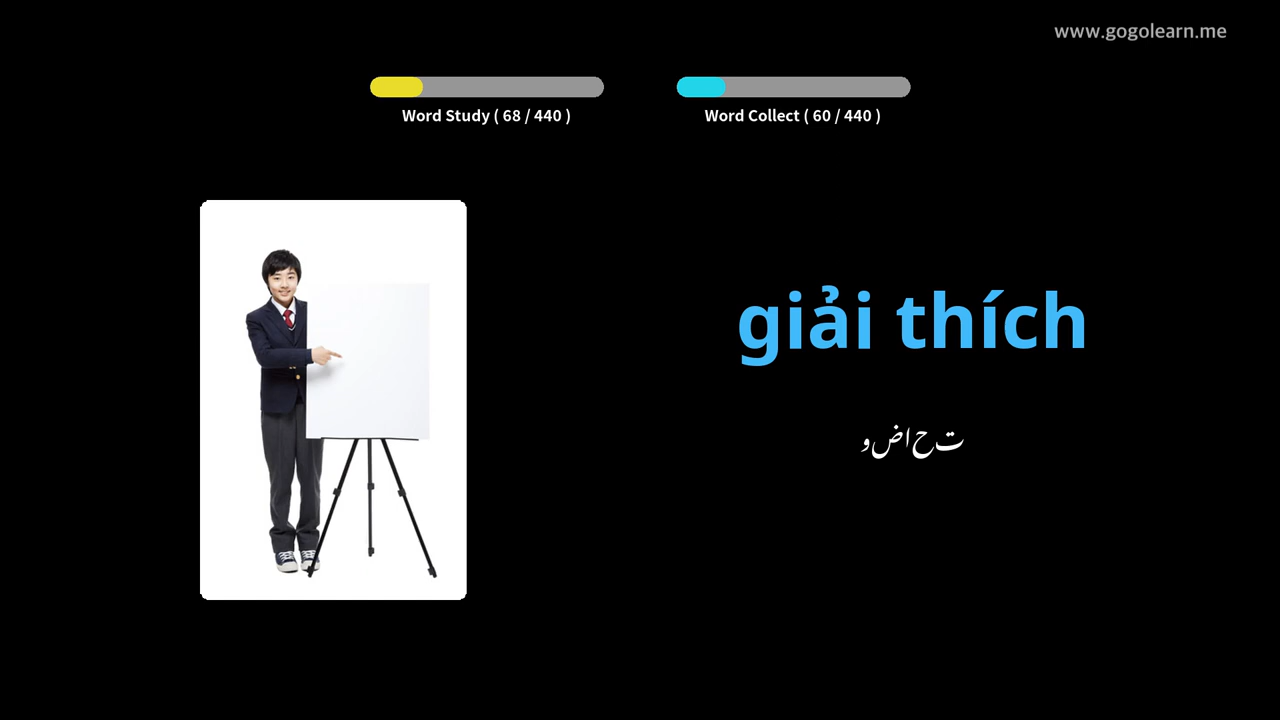 www.gogolearn.me
Word Study ( 68 / 440 )
Word Collect ( 60 / 440 )
giải thích
وضاحت